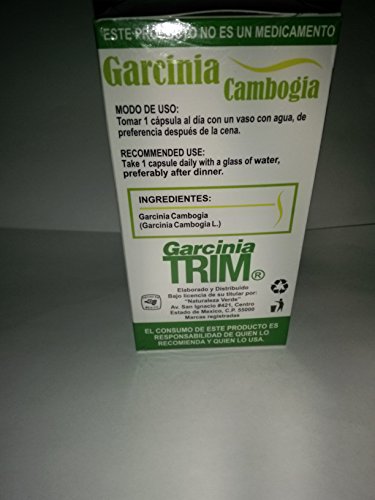 ESTE PRODUCTO NO ES UN MEDICAMENTO
Garcinia
Cambogia
MODO DE USO:
Tomar 1 cápsula al día con un vaso con agua, de
preferencia después de la cena.
RECOMMENDED USE:
Take 1 capsule daily with a glass of water,
preferably after dinner.
INGREDIENTES:
Garcinia Cambogia
(Garcinia Cambogia L.)
Garcinia
TRIM®
Elaborado y Distribuido
Bajo licencia de su titular por:
"Naturaleza Verde"
Av. San Ignacio #421, Centro
Estado de Mexico, C.P. 55000
Marcas registradas
EL CONSUMO DE ESTE PRODUCTO ES
RESPONSABILIDAD DE QUIEN LO
RECOMIENDA Y QUIEN LO USA.